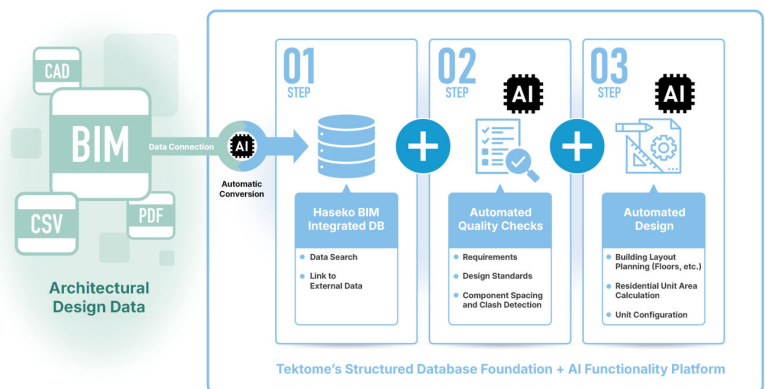 CAD
BIM
CSV
PDF
Architectural
Design Data
Data Connection
AI
Automatic
Conversion
01
STEP
Haseko BIM
Integrated DB
Data Search
Link to
External Data
02
STEP
AI
Automated
Quality Checks
Requirements
Design Standards
Component Spacing
and Clash Detection
03
STEP
AI
Automated
Design
Building Layout
Planning (Floors, etc.)
Residential Unit Area
Calculation
Unit Configuration
Tektome's Structured Database Foundation + AI Functionality Platform